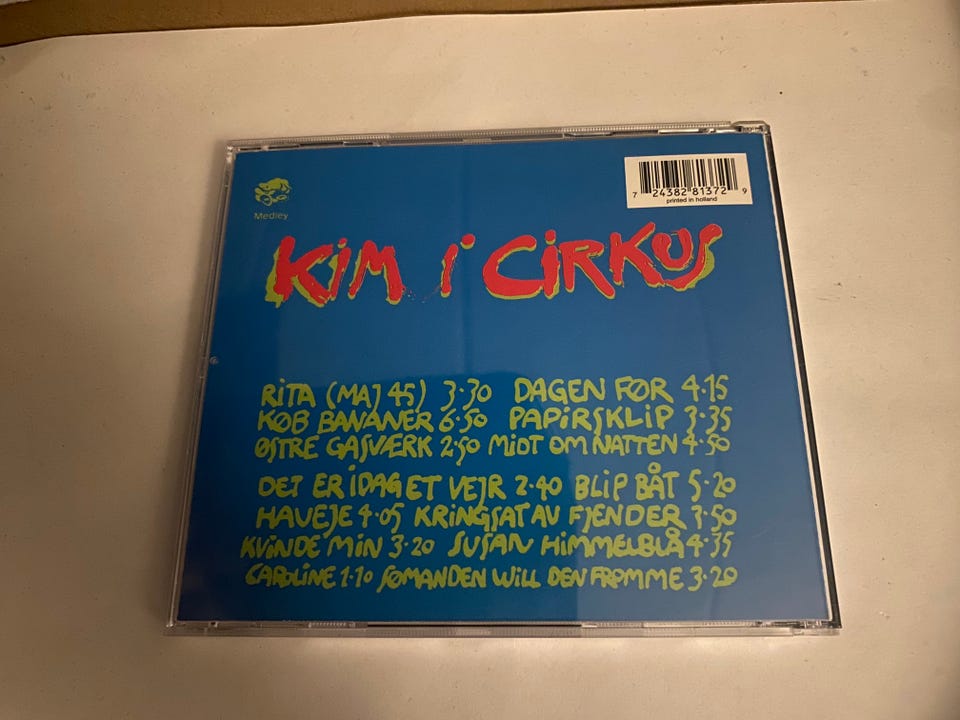 Medley
7 24382 81372 9
printed in holland
KiM i CiRKUS
RiTA (MAJ 45) 3·30 DAGEN FØR 4·15
KØB BANANER 6·50 PAPiRSKLiP 3·35
ØSTRE GASVÆRK 2·50 MiDT OM NATTEN 4·50
DET ER iDAG ET VEJR 2·40 BLiP BÅT 5·20
HAVEJE 4·05 KRiNGSAT AV FJENDER 3·50
KViNDE MiN 3·20 SUSAN HiMMELBLÅ 4·35
CAROLiNE 1·10 SØMANDEN WiLL DEN FROMME 3·20